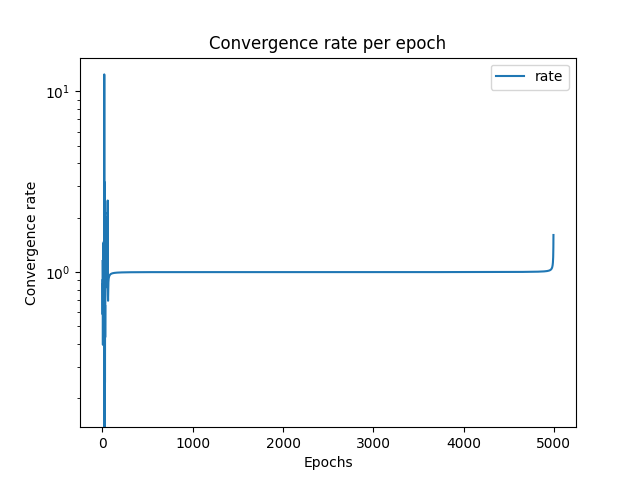 Convergence rate per epoch
rate
Convergence rate
10¹
10⁰
0 1000 2000 3000 4000 5000
Epochs